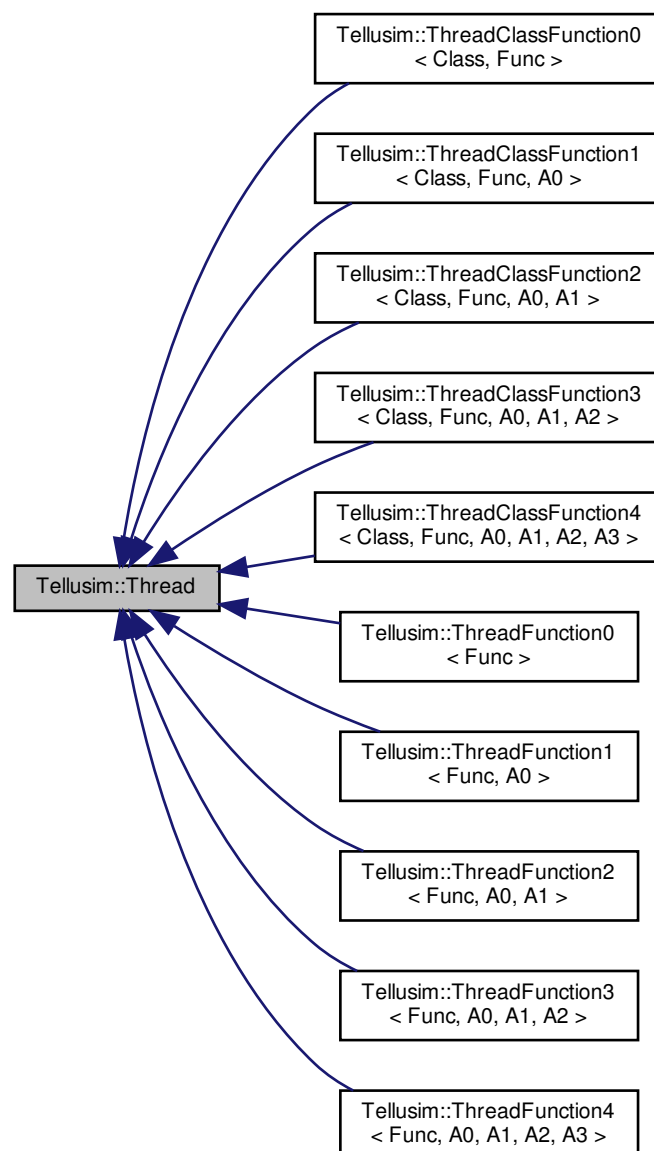 Tellusim::ThreadClassFunction0
< Class, Func >
Tellusim::ThreadClassFunction1
< Class, Func, A0 >
Tellusim::ThreadClassFunction2
< Class, Func, A0, A1 >
Tellusim::ThreadClassFunction3
< Class, Func, A0, A1, A2 >
Tellusim::ThreadClassFunction4
< Class, Func, A0, A1, A2, A3 >
Tellusim::Thread
Tellusim::ThreadFunction0
< Func >
Tellusim::ThreadFunction1
< Func, A0 >
Tellusim::ThreadFunction2
< Func, A0, A1 >
Tellusim::ThreadFunction3
< Func, A0, A1, A2 >
Tellusim::ThreadFunction4
< Func, A0, A1, A2, A3 >